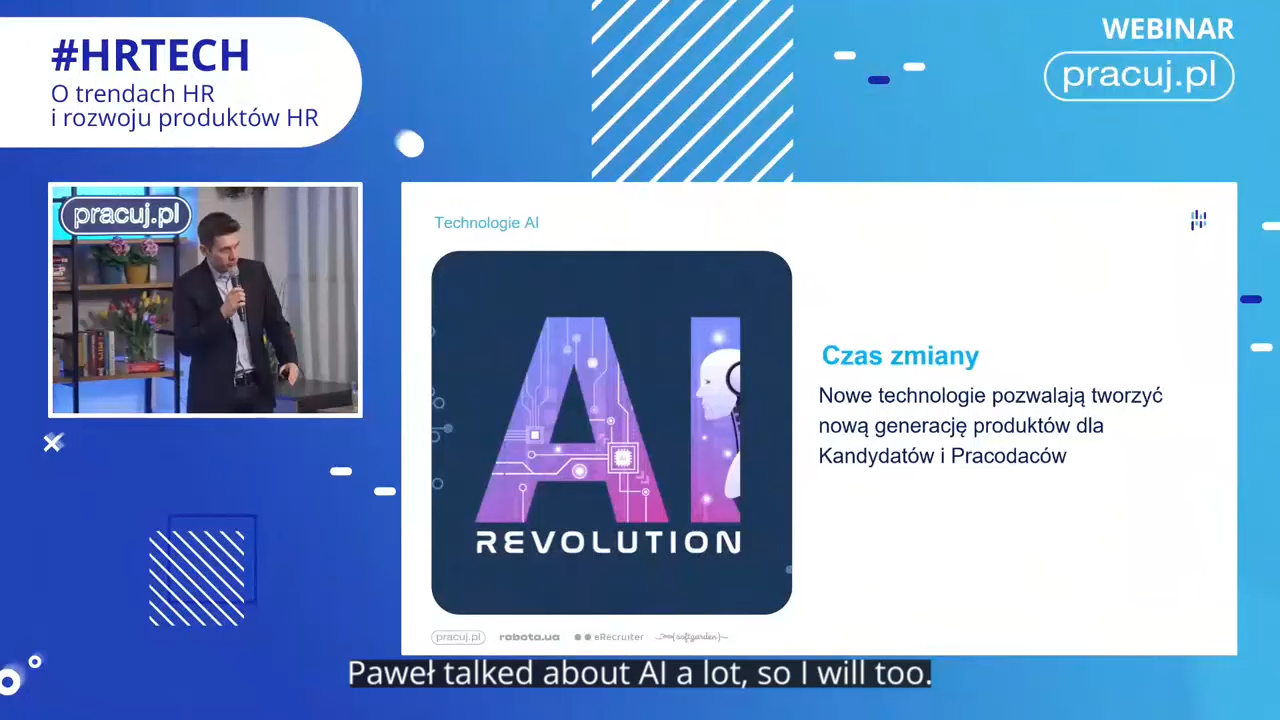 #HRTECH
O trendach HR
i rozwoju produktów HR
WEBINAR
pracuj.pl
pracuj.pl
Technologie AI
AI
REVOLUTION
Czas zmiany
Nowe technologie pozwalają tworzyć
nową generację produktów dla
Kandydatów i Pracodaców
pracuj.pl robota.ua eRecruiter softgarden
Paweł talked about AI a lot, so I will too.